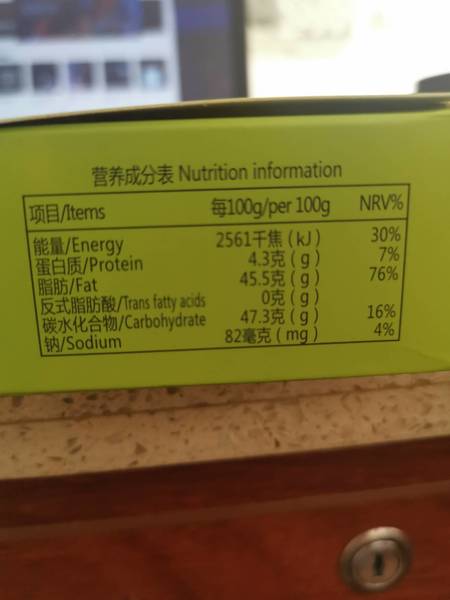 营养成分表 Nutrition information
项目/Items 每100g/per 100g NRV%
能量/Energy 2561千焦 (kJ) 30%
蛋白质/Protein 4.3克 (g) 7%
脂肪/Fat 45.5克 (g) 76%
反式脂肪酸/Trans fatty acids 0克 (g)
碳水化合物/Carbohydrate 47.3克 (g) 16%
钠/Sodium 82毫克 (mg) 4%